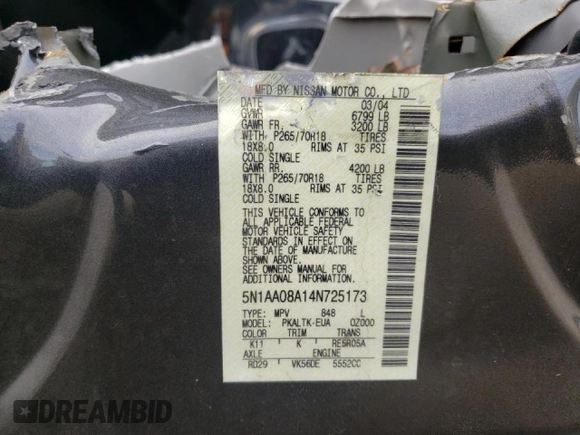 MFD BY NISSAN MOTOR CO., LTD
DATE 03/04
GVWR 6799 LB
GAWR FR. 3200 LB
WITH P265/70R18 TIRES
18X8.0 RIMS AT 35 PSI
COLD SINGLE
GAWR RR. 4200 LB
WITH P265/70R18 TIRES
18X8.0 RIMS AT 35 PSI
COLD SINGLE
THIS VEHICLE CONFORMS TO
ALL APPLICABLE FEDERAL
MOTOR VEHICLE SAFETY
STANDARDS IN EFFECT ON
THE DATE OF MANUFACTURE
SHOWN ABOVE.
SEE OWNERS MANUAL FOR
ADDITIONAL INFORMATION
5N1AA08A14N725173
TYPE: MPV 848 L
MODEL: PKALTK-EUA 0Z000
COLOR TRIM TRANS
K11 K RE5R05A
AXLE ENGINE
RD29 VK56DE 5552CC
DREAMBID